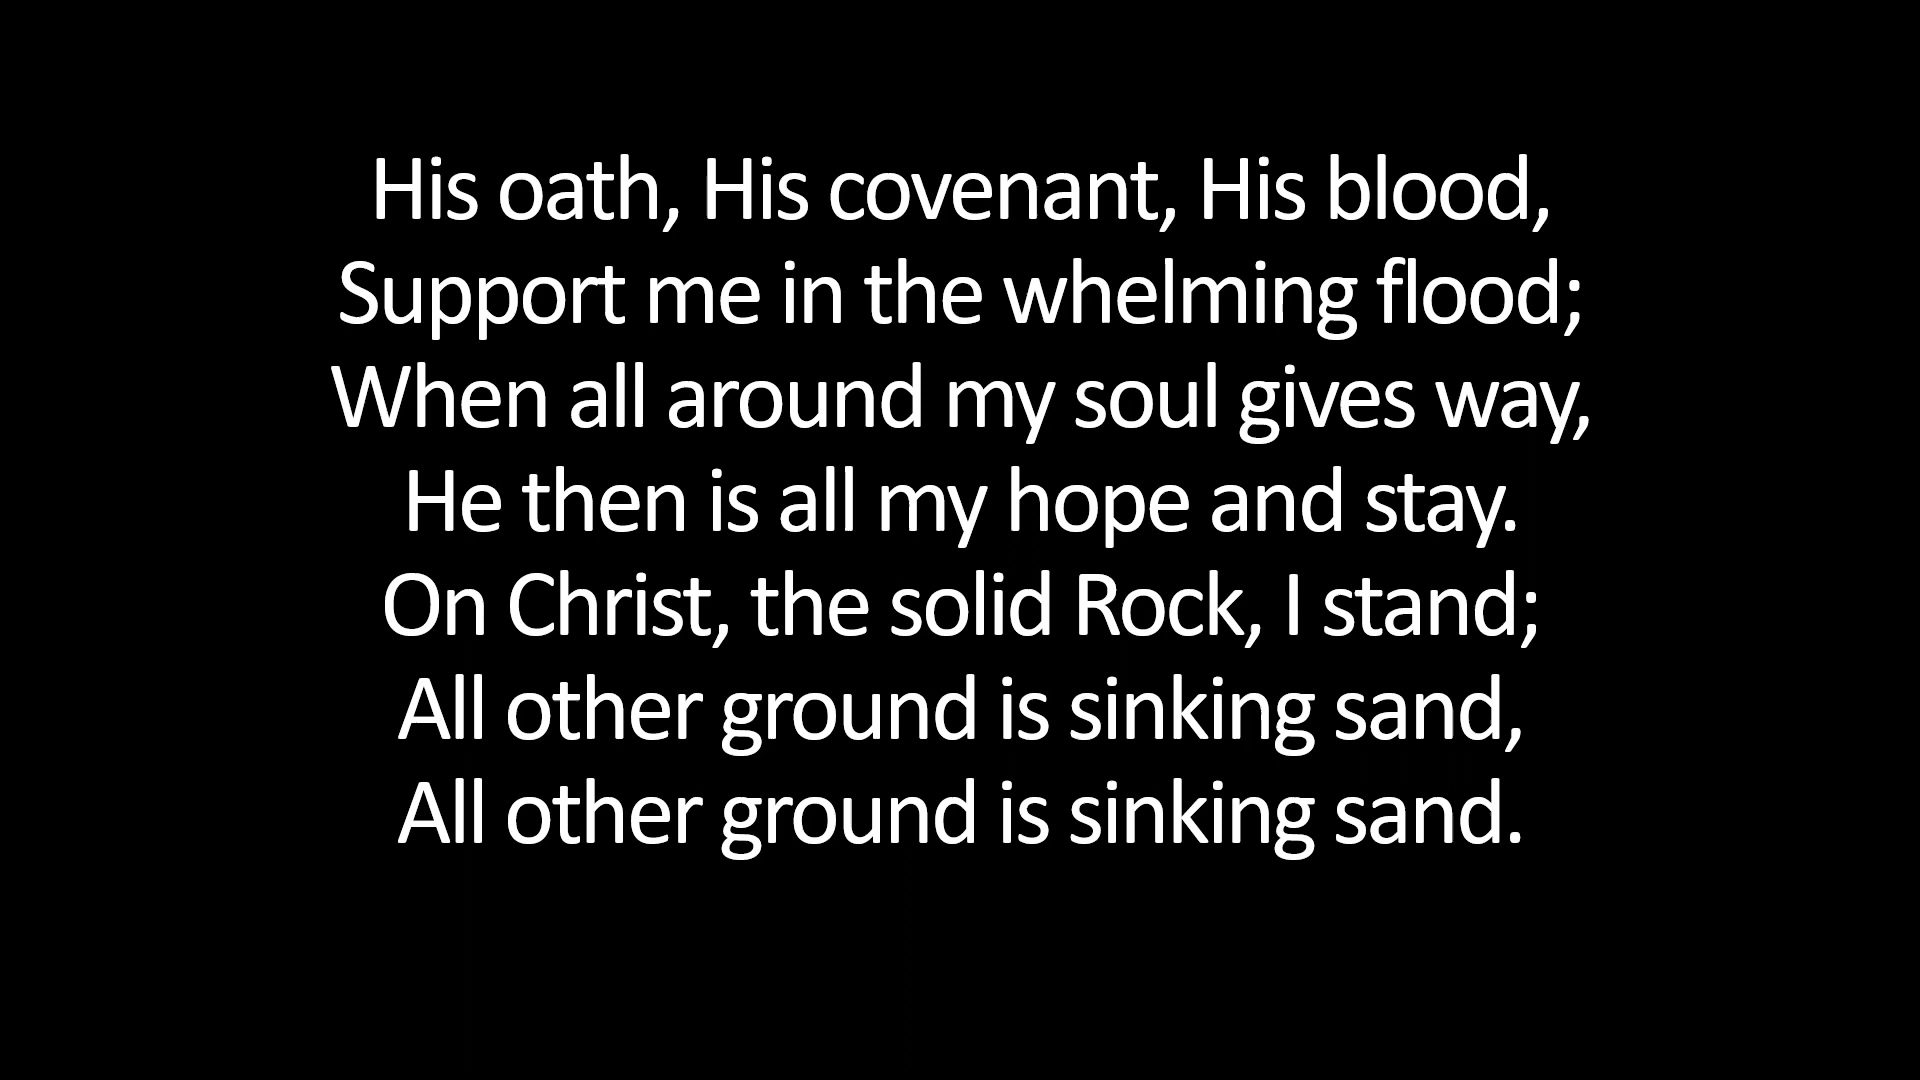 His oath, His covenant, His blood,
Support me in the whelming flood;
When all around my soul gives way,
He then is all my hope and stay.
On Christ, the solid Rock, I stand;
All other ground is sinking sand,
All other ground is sinking sand.